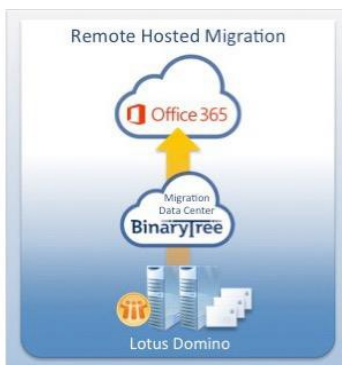 Remote Hosted Migration
Office 365
Migration
Data Center
BinaryTree
Lotus Domino